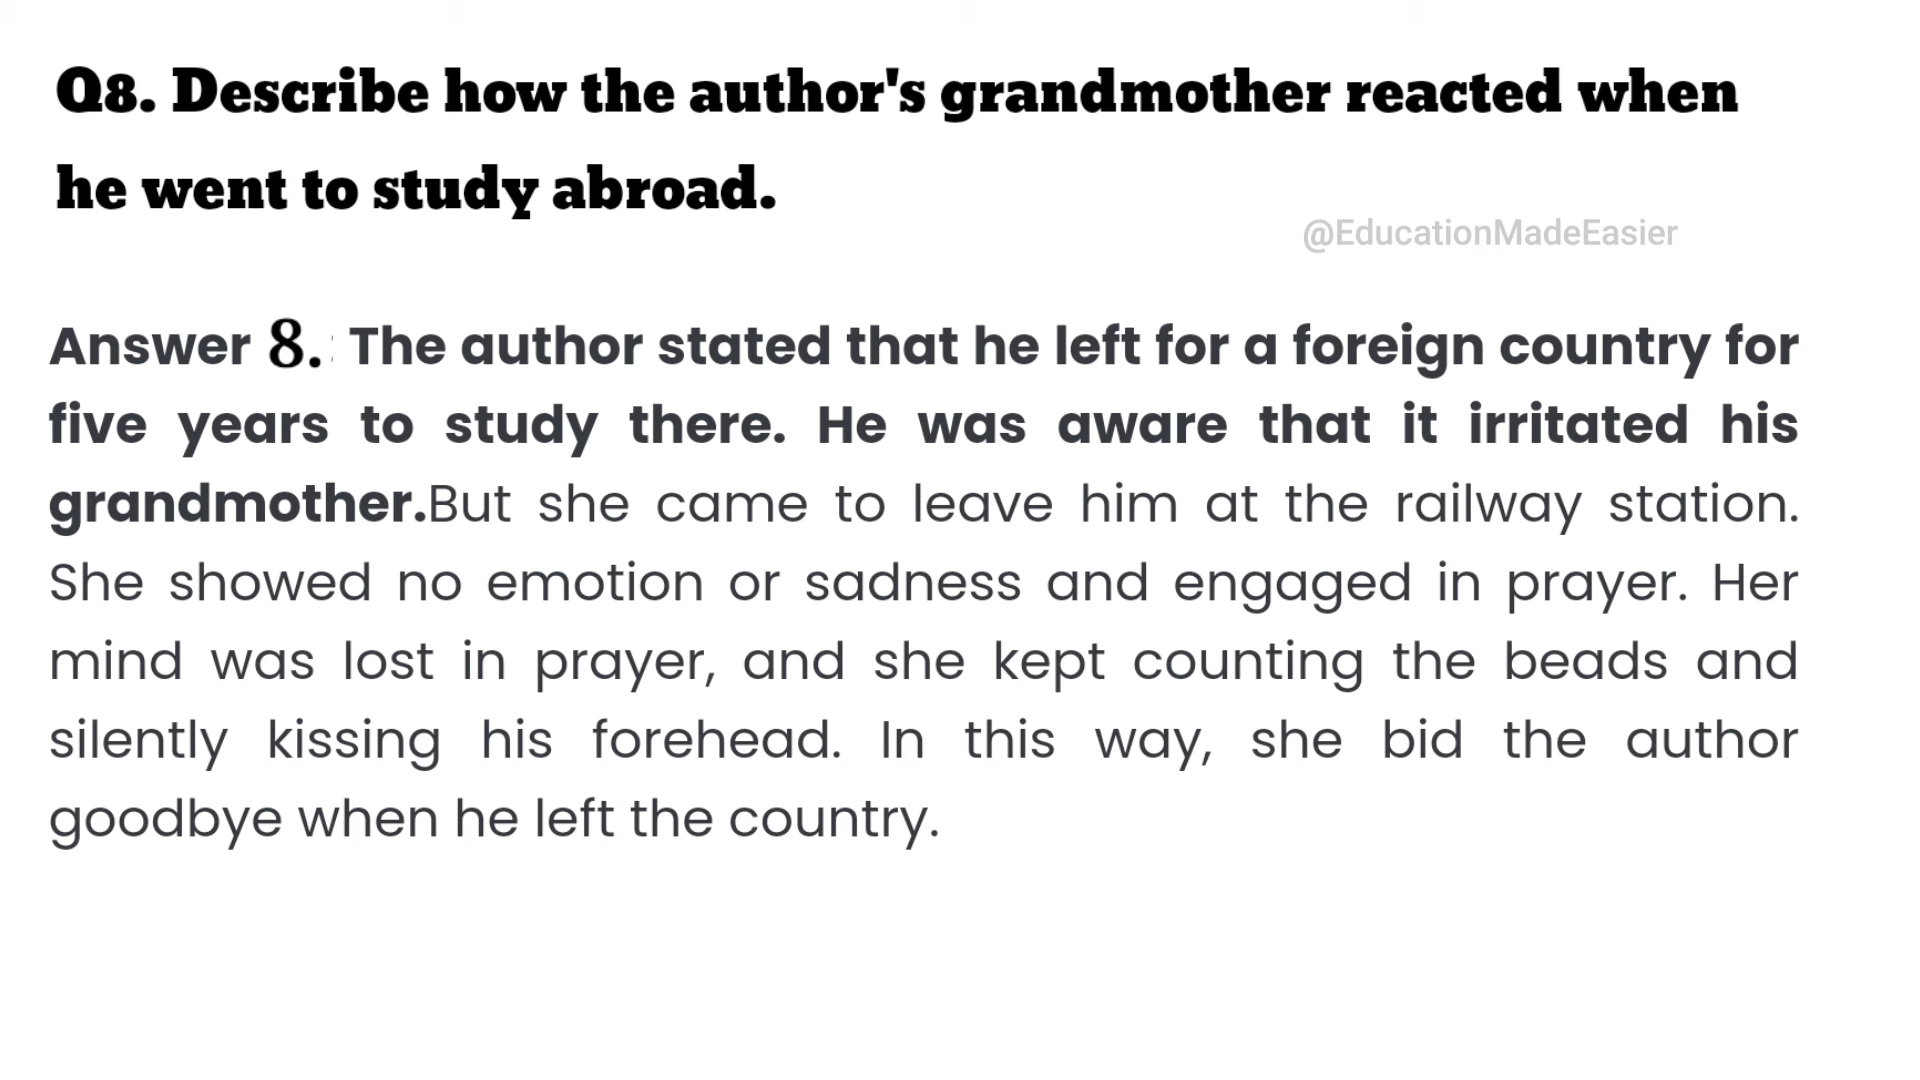 Q8. Describe how the author's grandmother reacted when
he went to study abroad.
@EducationMadeEasier
Answer 8. : The author stated that he left for a foreign country for
five years to study there. He was aware that it irritated his
grandmother.But she came to leave him at the railway station.
She showed no emotion or sadness and engaged in prayer. Her
mind was lost in prayer, and she kept counting the beads and
silently kissing his forehead. In this way, she bid the author
goodbye when he left the country.